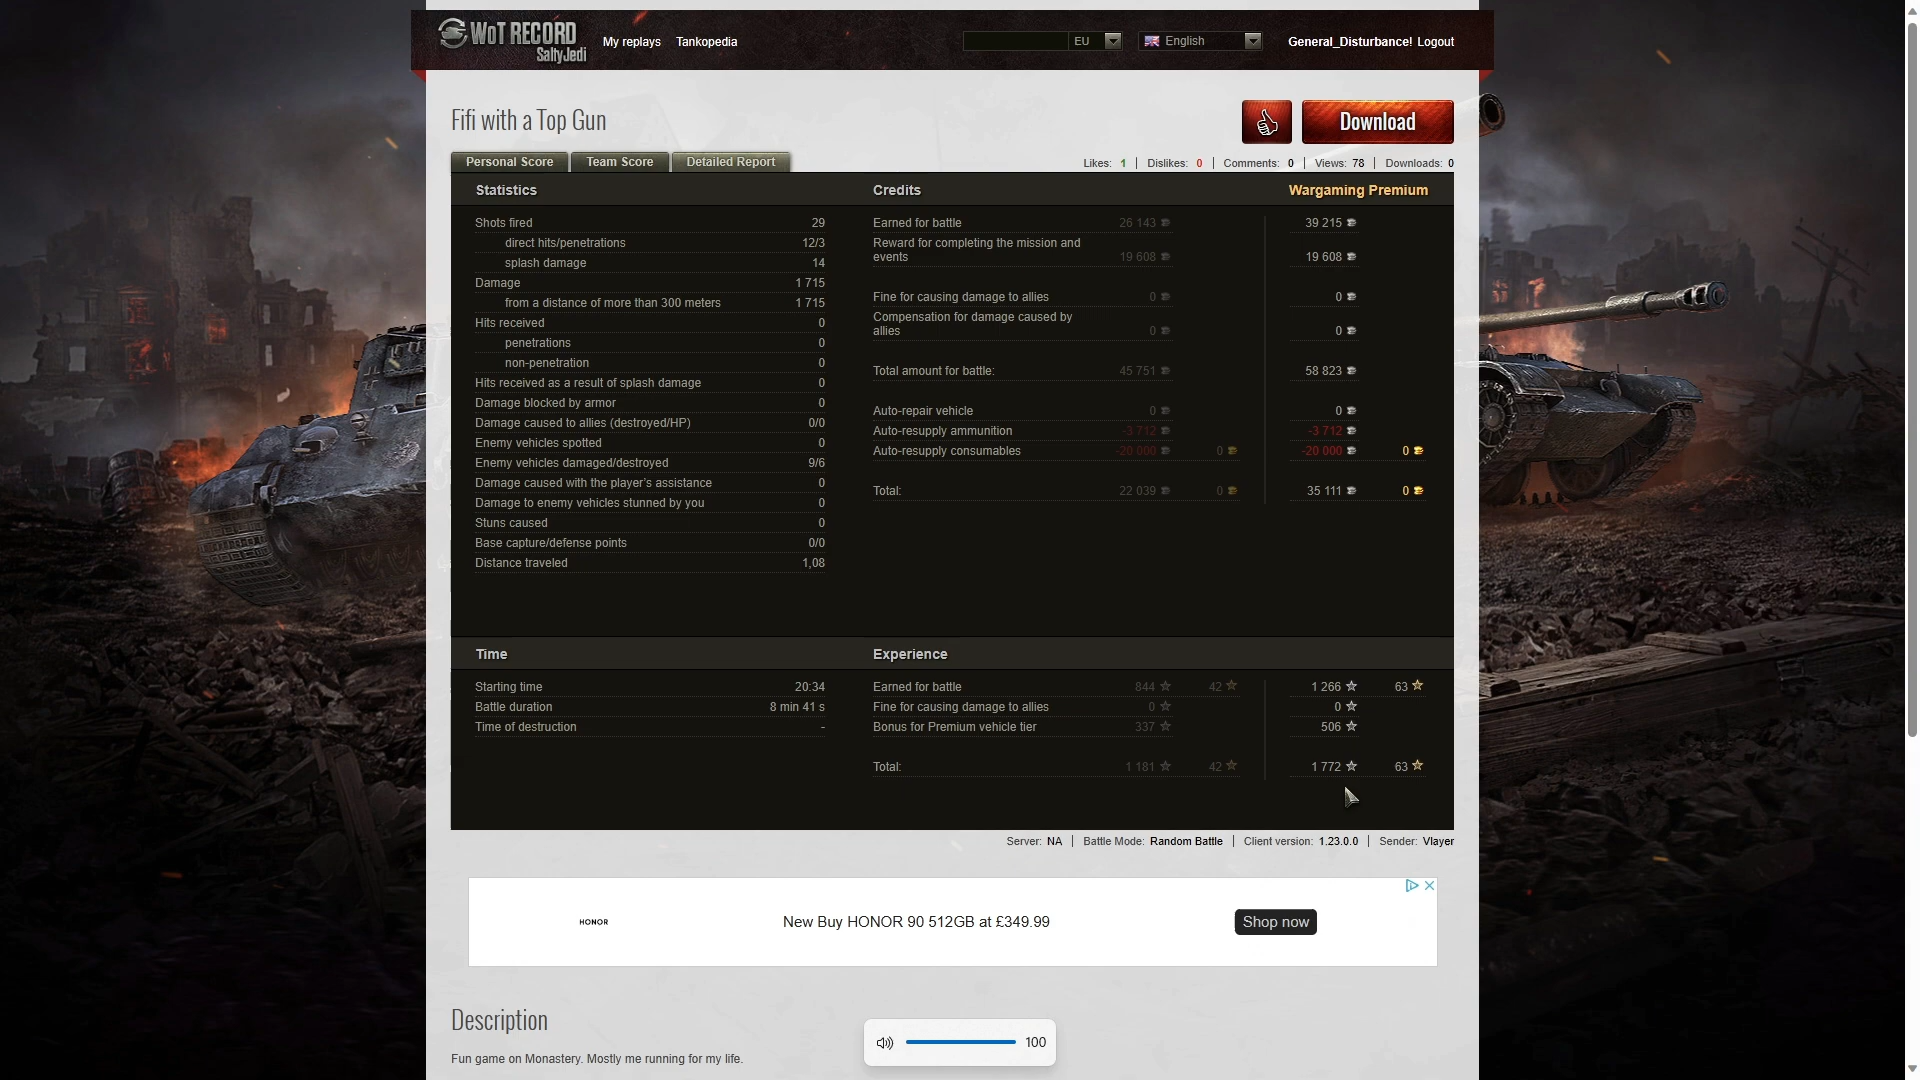 WoT RECORD
SaltyJedi
My replays Tankopedia
EU
English
General_Disturbance! Logout
Fifi with a Top Gun
Download
Personal Score Team Score Detailed Report
Likes: 1 | Dislikes: 0 | Comments: 0 | Views: 78 | Downloads: 0
Statistics
Shots fired 29
direct hits/penetrations 12/3
splash damage 14
Damage 1 715
from a distance of more than 300 meters 1 715
Hits received 0
penetrations 0
non-penetration 0
Hits received as a result of splash damage 0
Damage blocked by armor 0
Damage caused to allies (destroyed/HP) 0/0
Enemy vehicles spotted 0
Enemy vehicles damaged/destroyed 9/6
Damage caused with the player's assistance 0
Damage to enemy vehicles stunned by you 0
Stuns caused 0
Base capture/defense points 0/0
Distance traveled 1,08
Credits Wargaming Premium
Earned for battle 26 143 39 215
Reward for completing the mission and
events 19 608 19 608
Fine for causing damage to allies 0 0
Compensation for damage caused by
allies 0 0
Total amount for battle: 45 751 58 823
Auto-repair vehicle 0 0
Auto-resupply ammunition -3 712 -3 712
Auto-resupply consumables -20 000 0 -20 000 0
Total: 22 039 0 35 111 0
Time
Starting time 20:34
Battle duration 8 min 41 s
Time of destruction -
Experience
Earned for battle 844 42 1 266 63
Fine for causing damage to allies 0 0
Bonus for Premium vehicle tier 337 506
Total: 1 181 42 1 772 63
Server: NA | Battle Mode: Random Battle | Client version: 1.23.0.0 | Sender: Vlayer
HONOR
New Buy HONOR 90 512GB at £349.99
Shop now
Description
Fun game on Monastery. Mostly me running for my life.
100